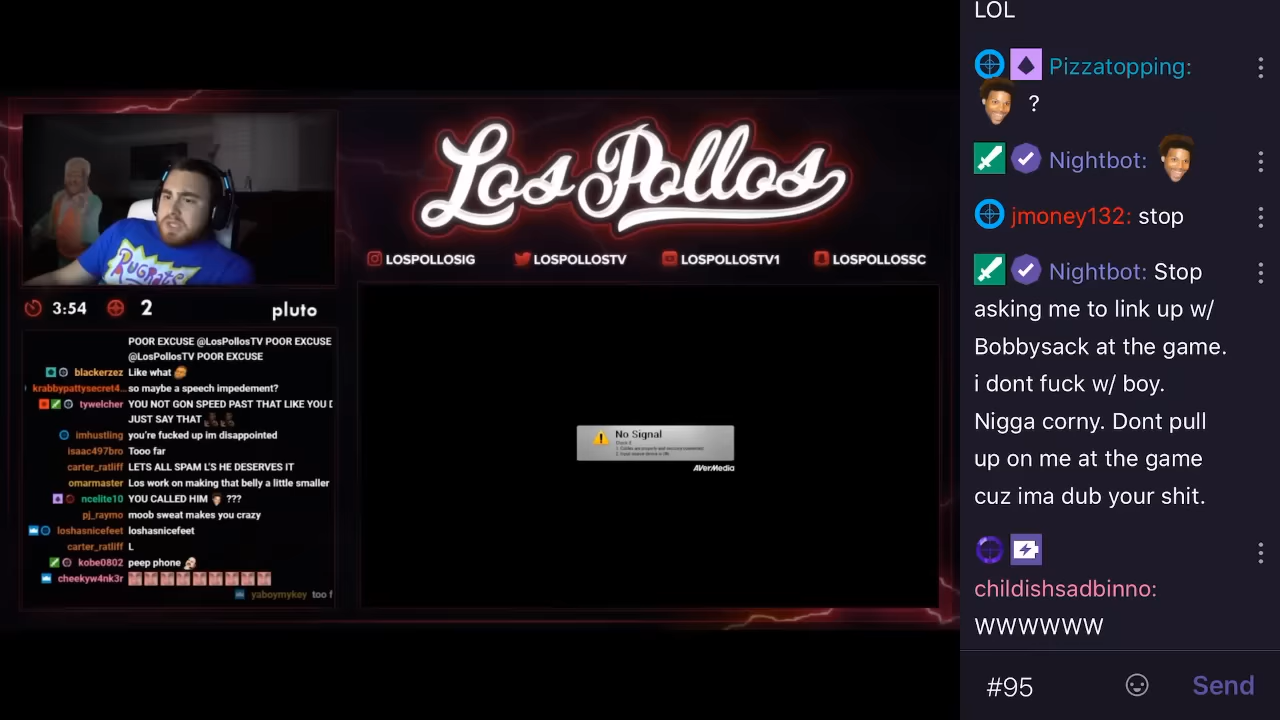 Los Pollos
LOSPOLLOSIG
LOSPOLLOSTV
LOSPOLLOSTV1
LOSPOLLOSSC
RUGRATS
3:54
2
pluto
POOR EXCUSE @LosPollosTV POOR EXCUSE
@LosPollosTV POOR EXCUSE
blackerzez Like what
krabbypattysecret4... so maybe a speech impedement?
tywelcher YOU NOT GON SPEED PAST THAT LIKE YOU D
JUST SAY THAT
imhustling you're fucked up im disappointed
isaac497bro Tooo far
carter_ratliff LETS ALL SPAM L'S HE DESERVES IT
omarmaster Los work on making that belly a little smaller
ncelite10 YOU CALLED HIM ???
pj_raymo moob sweat makes you crazy
loshasnicefeet loshasnicefeet
carter_ratliff L
kobe0802 peep phone
cheekyw4nk3r
yaboymykey too f
No Signal
AVerMedia
LOL
Pizzatopping:
?
Nightbot:
jmoney132: stop
Nightbot: Stop
asking me to link up w/
Bobbysack at the game.
i dont fuck w/ boy.
Nigga corny. Dont pull
up on me at the game
cuz ima dub your shit.
childishsadbinno:
WWWWWW
#95
Send